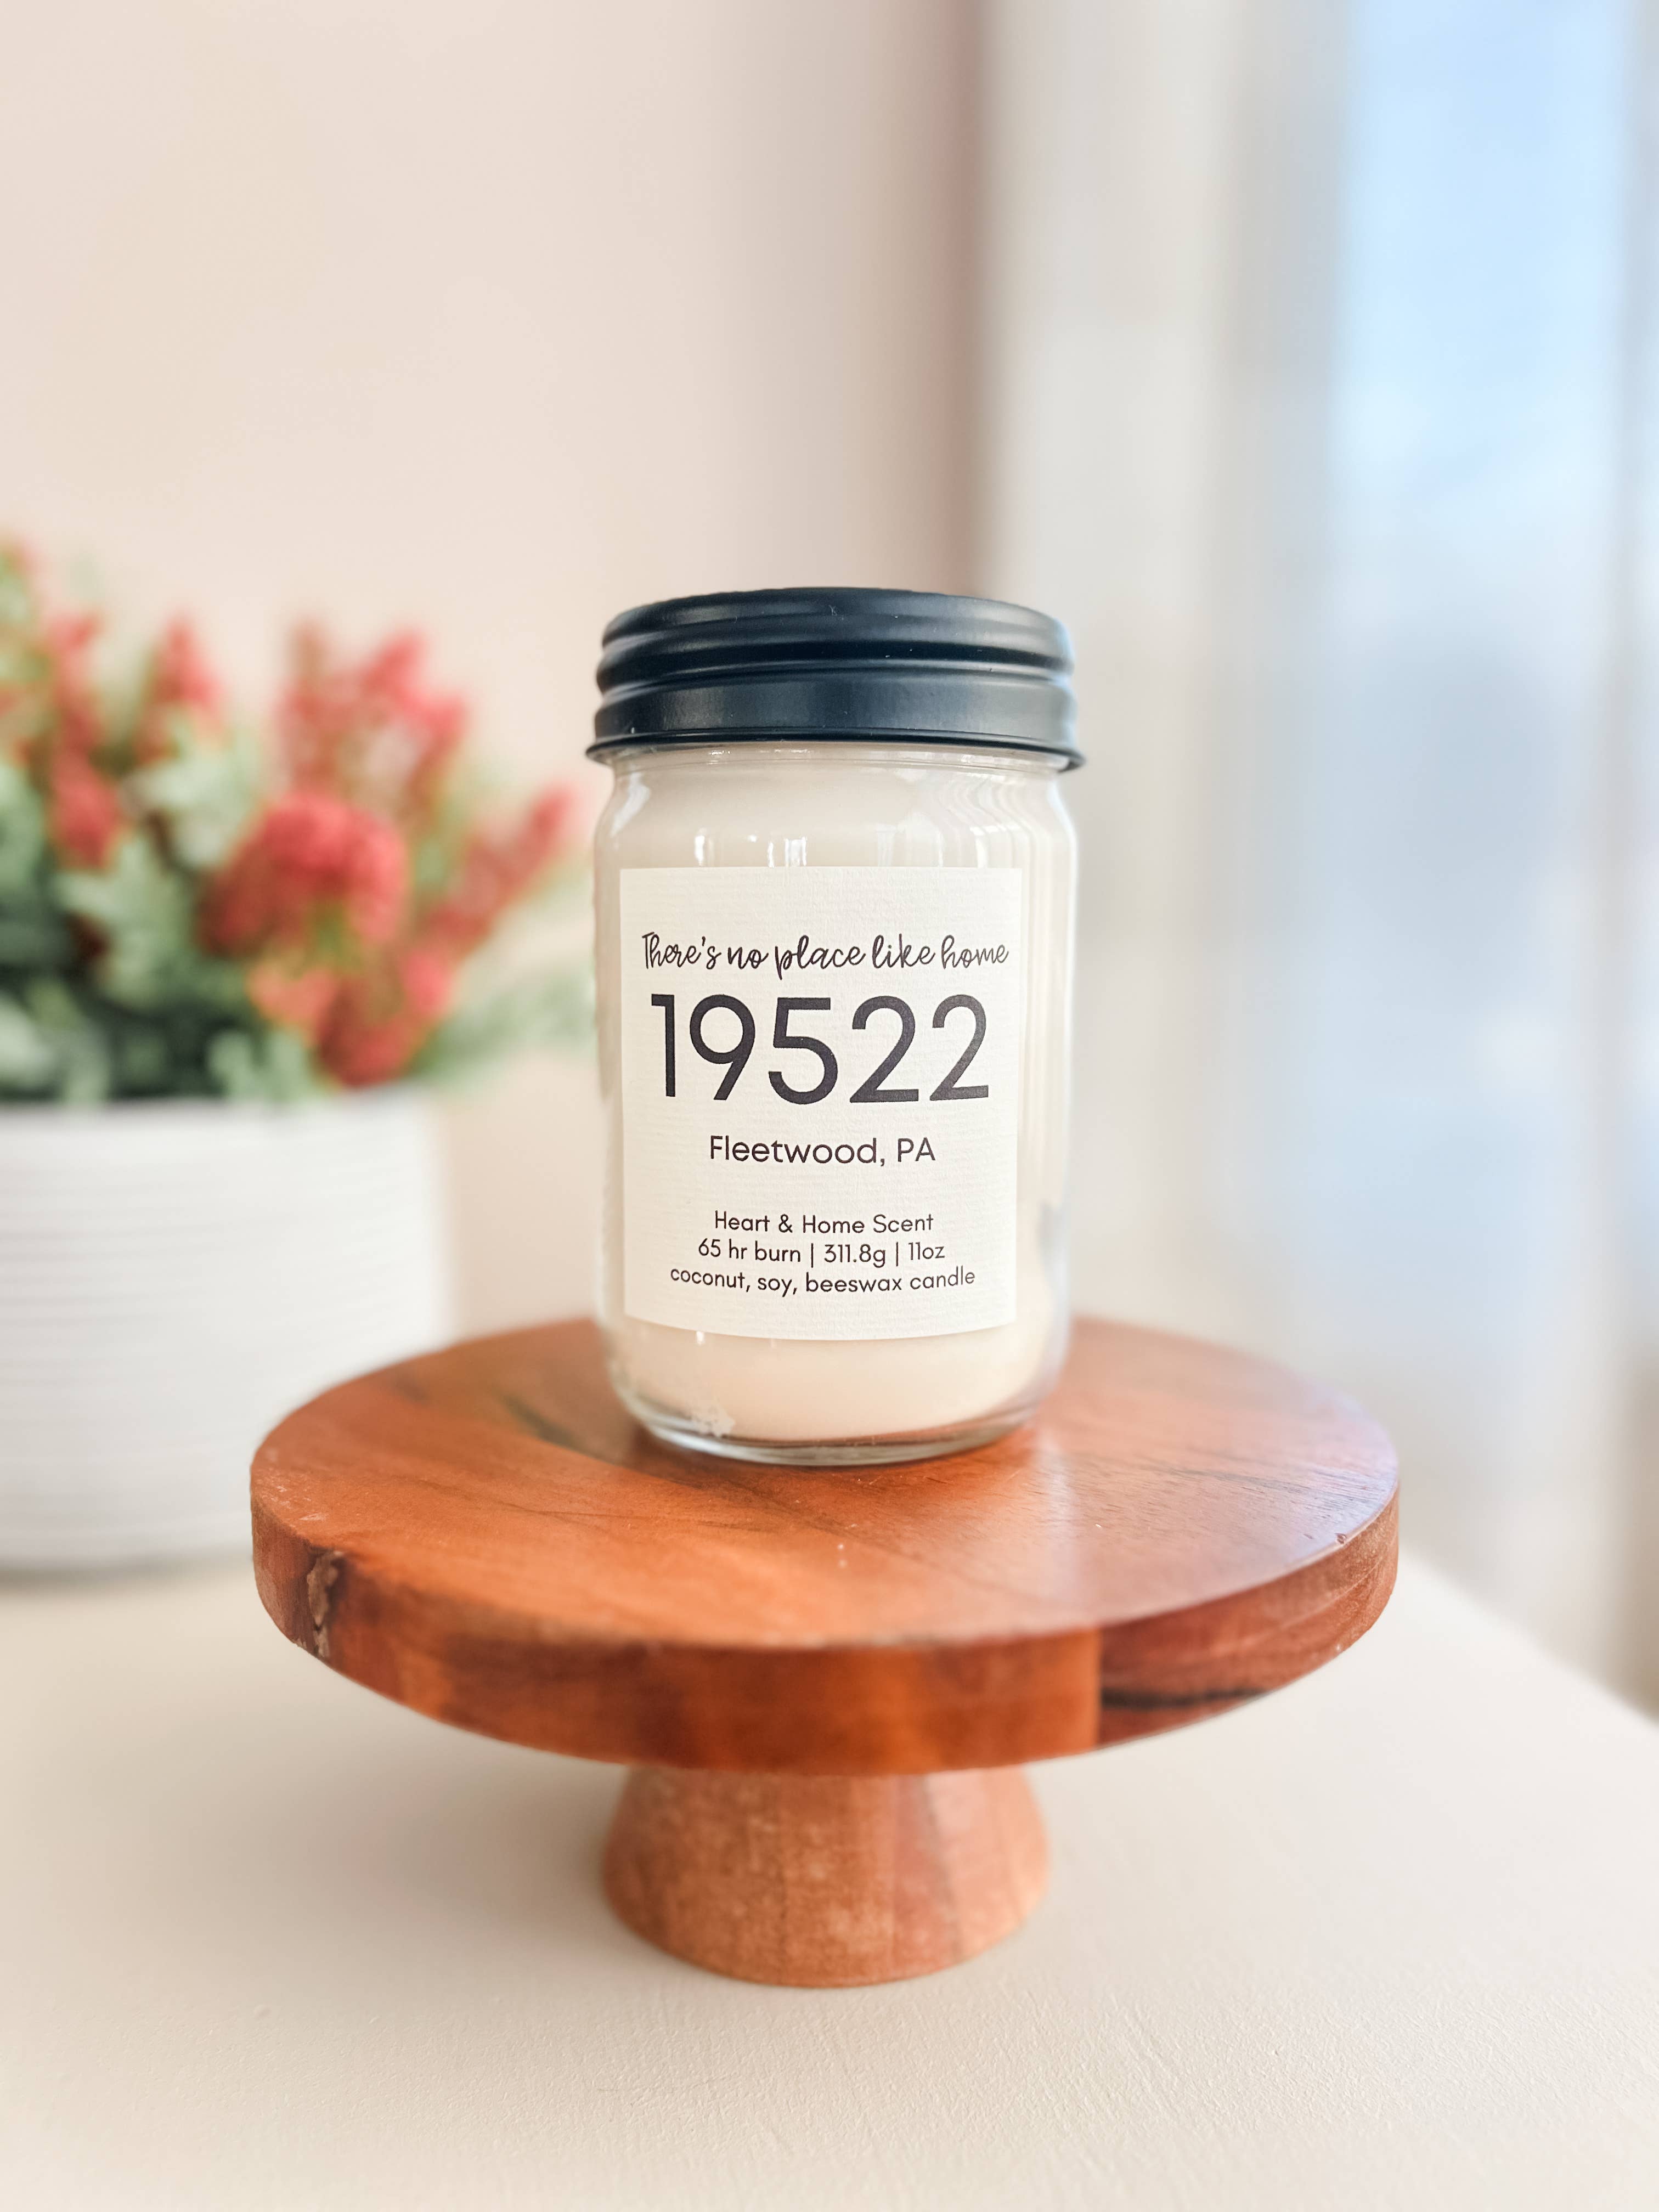 There's no place like home
19522
Fleetwood, PA
Heart & Home Scent
65 hr burn | 311.8g | 11oz
coconut, soy, beeswax candle